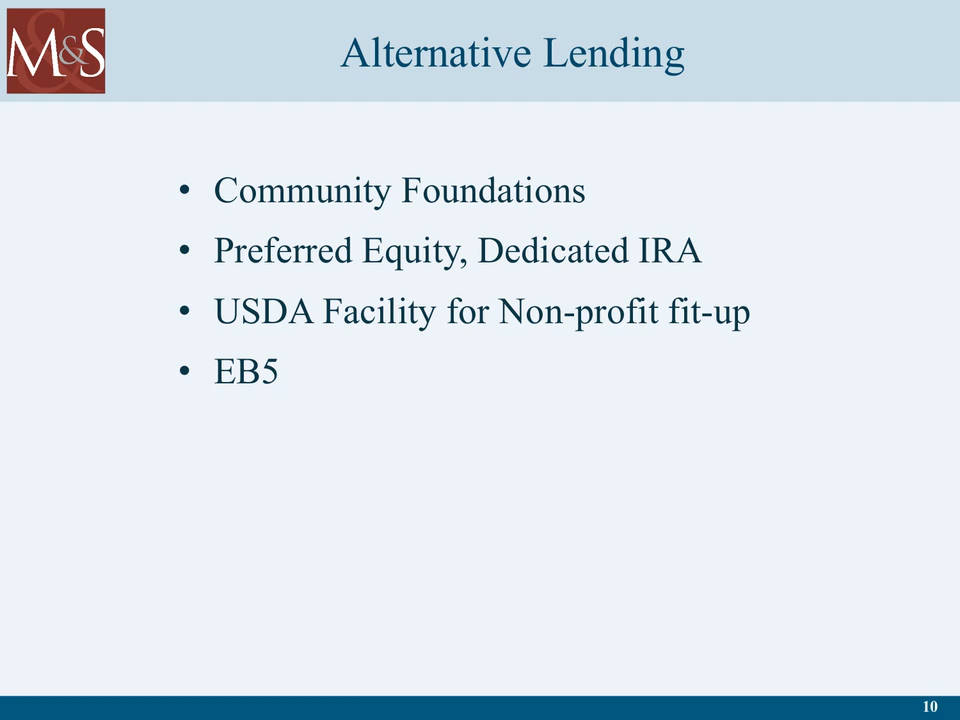 M&S
Alternative Lending
• Community Foundations
• Preferred Equity, Dedicated IRA
• USDA Facility for Non-profit fit-up
• EB5
10